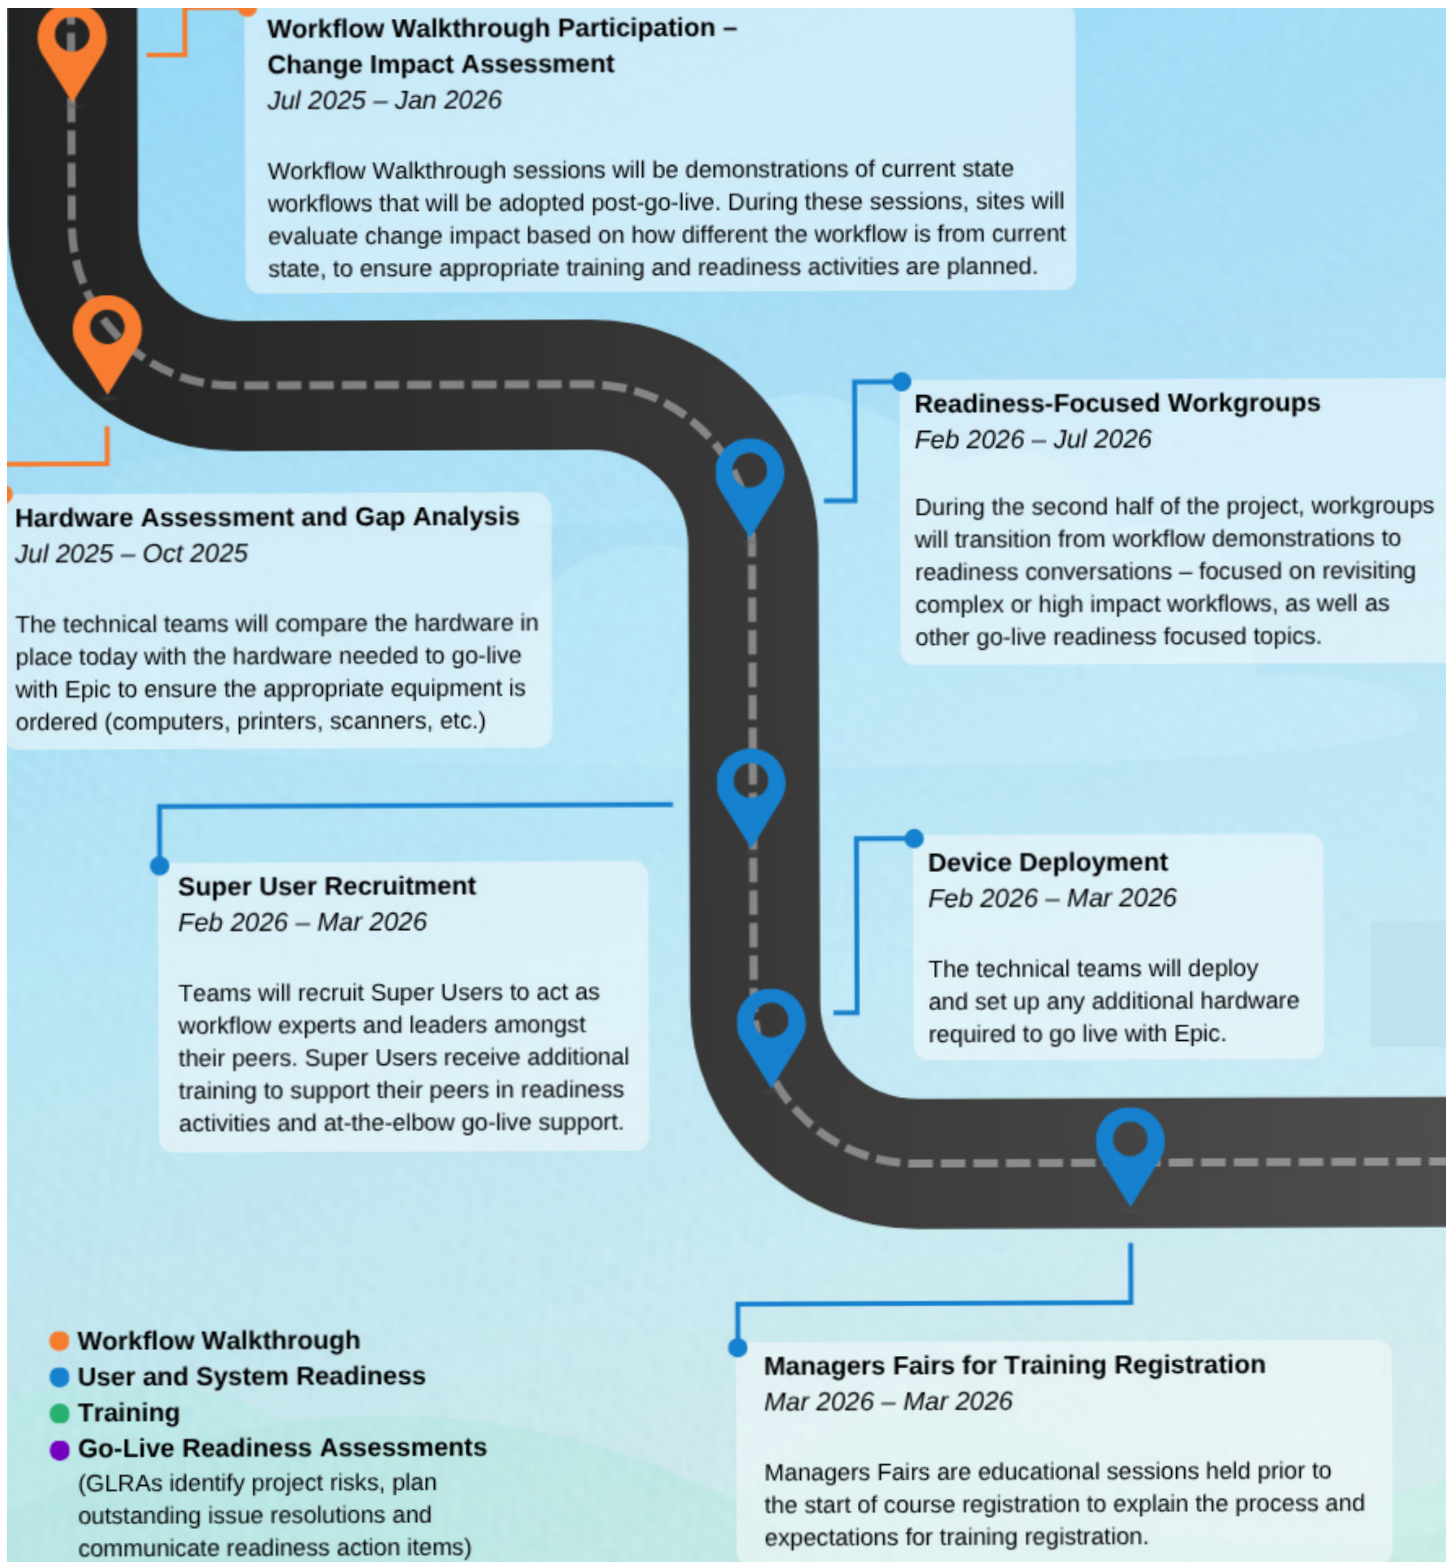 Workflow Walkthrough Participation –
Change Impact Assessment
Jul 2025 – Jan 2026
Workflow Walkthrough sessions will be demonstrations of current state
workflows that will be adopted post-go-live. During these sessions, sites will
evaluate change impact based on how different the workflow is from current
state, to ensure appropriate training and readiness activities are planned.
Readiness-Focused Workgroups
Feb 2026 – Jul 2026
During the second half of the project, workgroups
will transition from workflow demonstrations to
readiness conversations – focused on revisiting
complex or high impact workflows, as well as
other go-live readiness focused topics.
Hardware Assessment and Gap Analysis
Jul 2025 – Oct 2025
The technical teams will compare the hardware in
place today with the hardware needed to go-live
with Epic to ensure the appropriate equipment is
ordered (computers, printers, scanners, etc.)
Super User Recruitment
Feb 2026 – Mar 2026
Teams will recruit Super Users to act as
workflow experts and leaders amongst
their peers. Super Users receive additional
training to support their peers in readiness
activities and at-the-elbow go-live support.
Device Deployment
Feb 2026 – Mar 2026
The technical teams will deploy
and set up any additional hardware
required to go live with Epic.
Workflow Walkthrough
User and System Readiness
Training
Go-Live Readiness Assessments
(GLRAs identify project risks, plan
outstanding issue resolutions and
communicate readiness action items)
Managers Fairs for Training Registration
Mar 2026 – Mar 2026
Managers Fairs are educational sessions held prior to
the start of course registration to explain the process and
expectations for training registration.